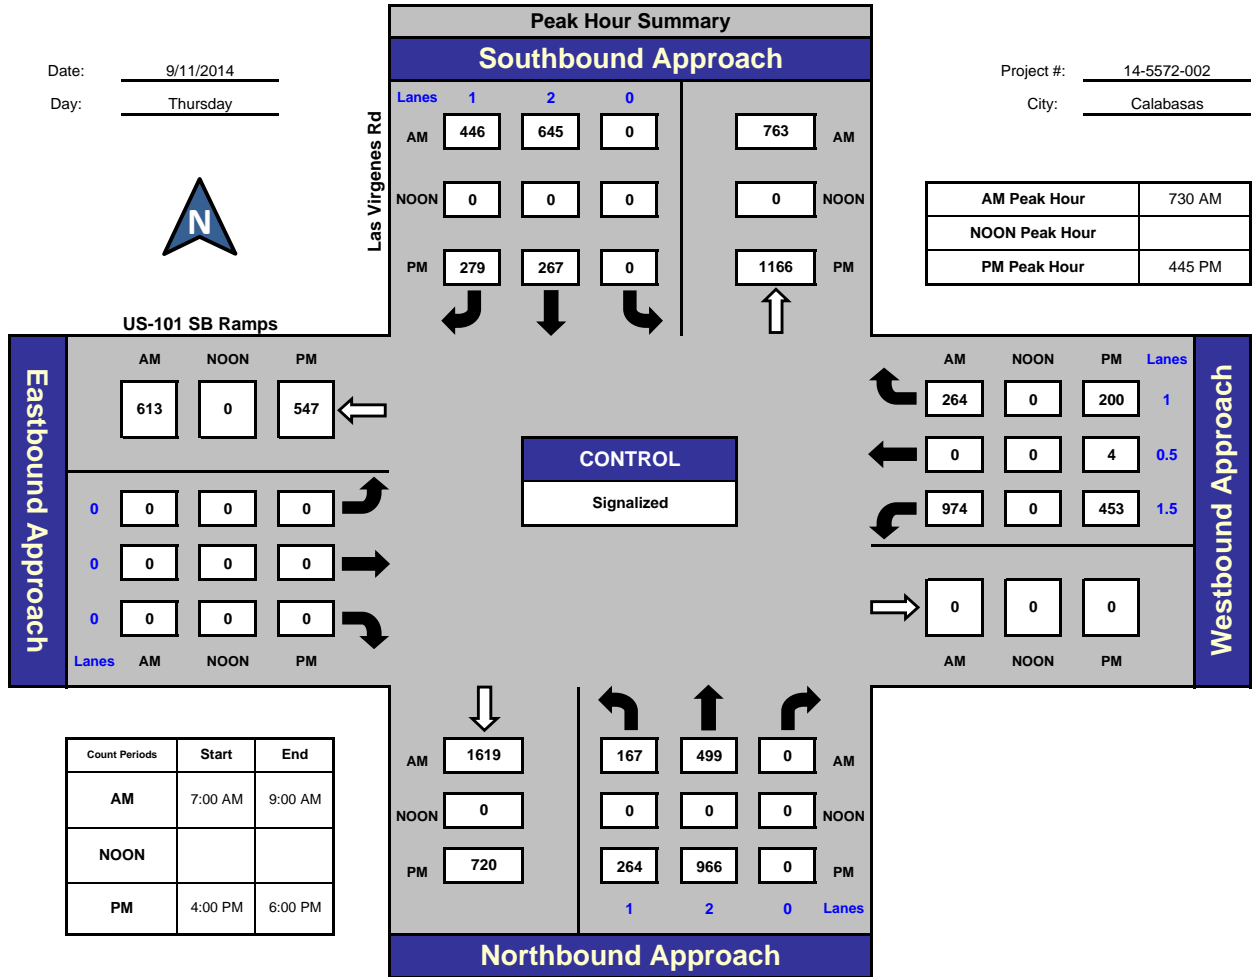 Peak Hour Summary
Southbound Approach
Date: 9/11/2014
Day: Thursday
Project #: 14-5572-002
City: Calabasas
N
Las Virgenes Rd
Lanes 1 2 0
AM 446 645 0 763 AM
NOON 0 0 0 0 NOON
PM 279 267 0 1166 PM
AM Peak Hour 730 AM
NOON Peak Hour
PM Peak Hour 445 PM
US-101 SB Ramps
Eastbound Approach
AM NOON PM
613 0 547
0 0 0 0
0 0 0 0
0 0 0 0
Lanes AM NOON PM
CONTROL
Signalized
AM NOON PM Lanes
264 0 200 1
0 0 4 0.5
974 0 453 1.5
0 0 0
AM NOON PM
Westbound Approach
Count Periods Start End
AM 7:00 AM 9:00 AM
NOON
PM 4:00 PM 6:00 PM
AM 1619 167 499 0 AM
NOON 0 0 0 0 NOON
PM 720 264 966 0 PM
1 2 0 Lanes
Northbound Approach